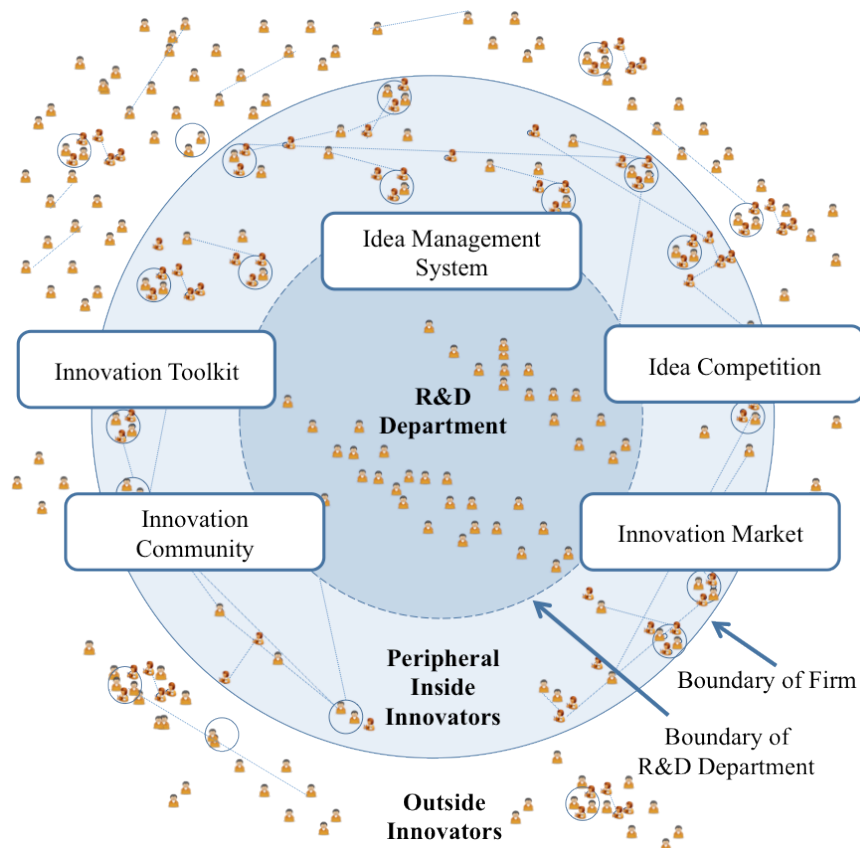 Idea Management
System
Innovation Toolkit
Idea Competition
R&D
Department
Innovation
Community
Innovation Market
Peripheral
Inside
Innovators
Boundary of Firm
Boundary of
R&D Department
Outside
Innovators